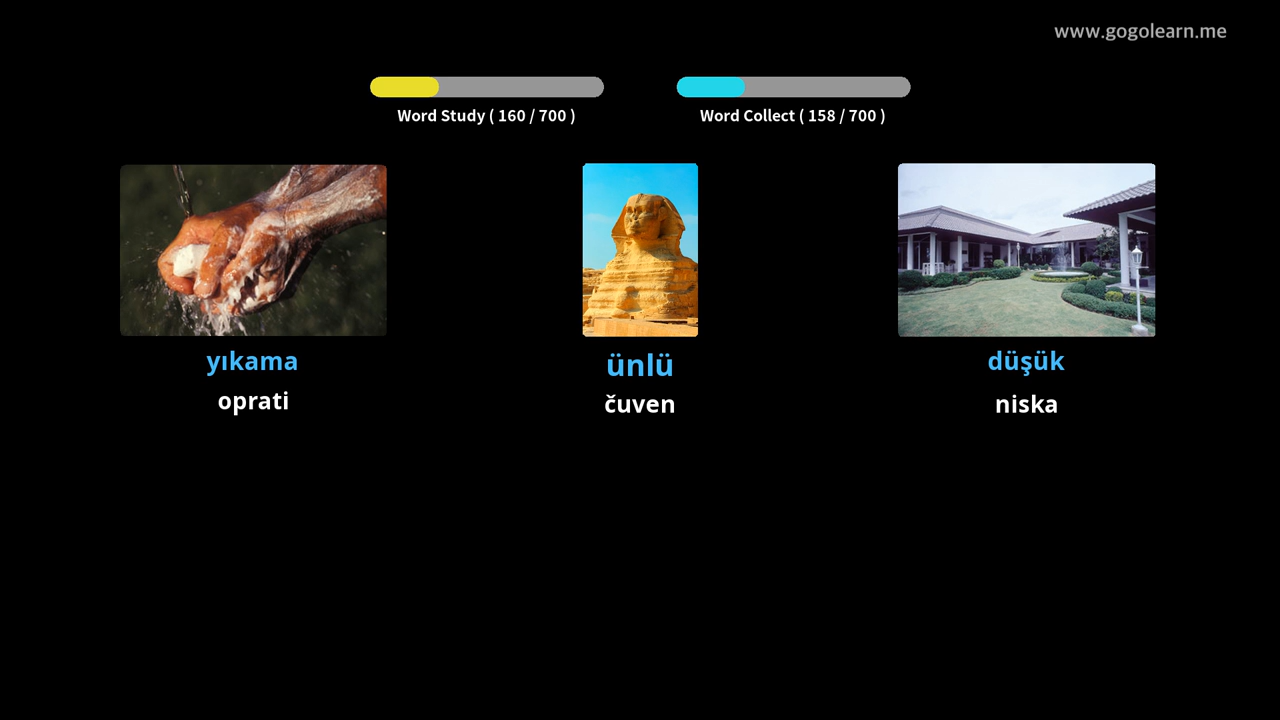 www.gogolearn.me
Word Study ( 160 / 700 )
Word Collect ( 158 / 700 )
yıkama
oprati
ünlü
čuven
düşük
niska